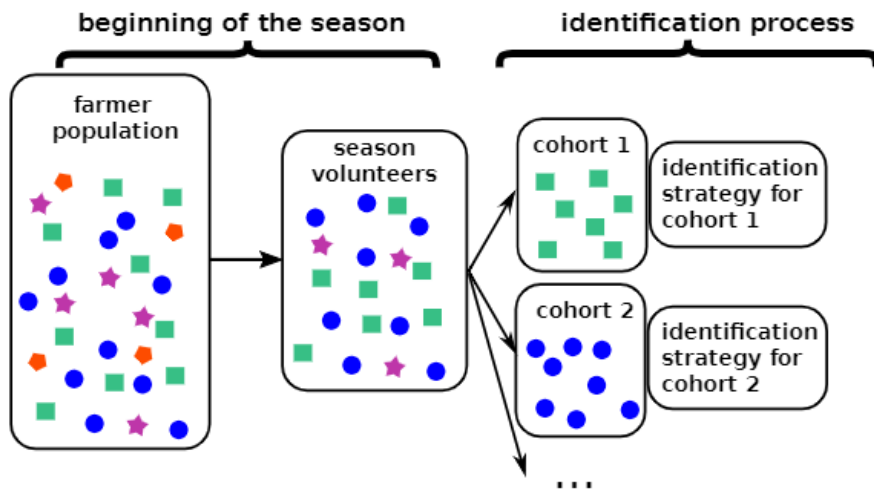 beginning of the season
identification process
farmer
population
season
volunteers
cohort 1
identification
strategy for
cohort 1
cohort 2
identification
strategy for
cohort 2
...